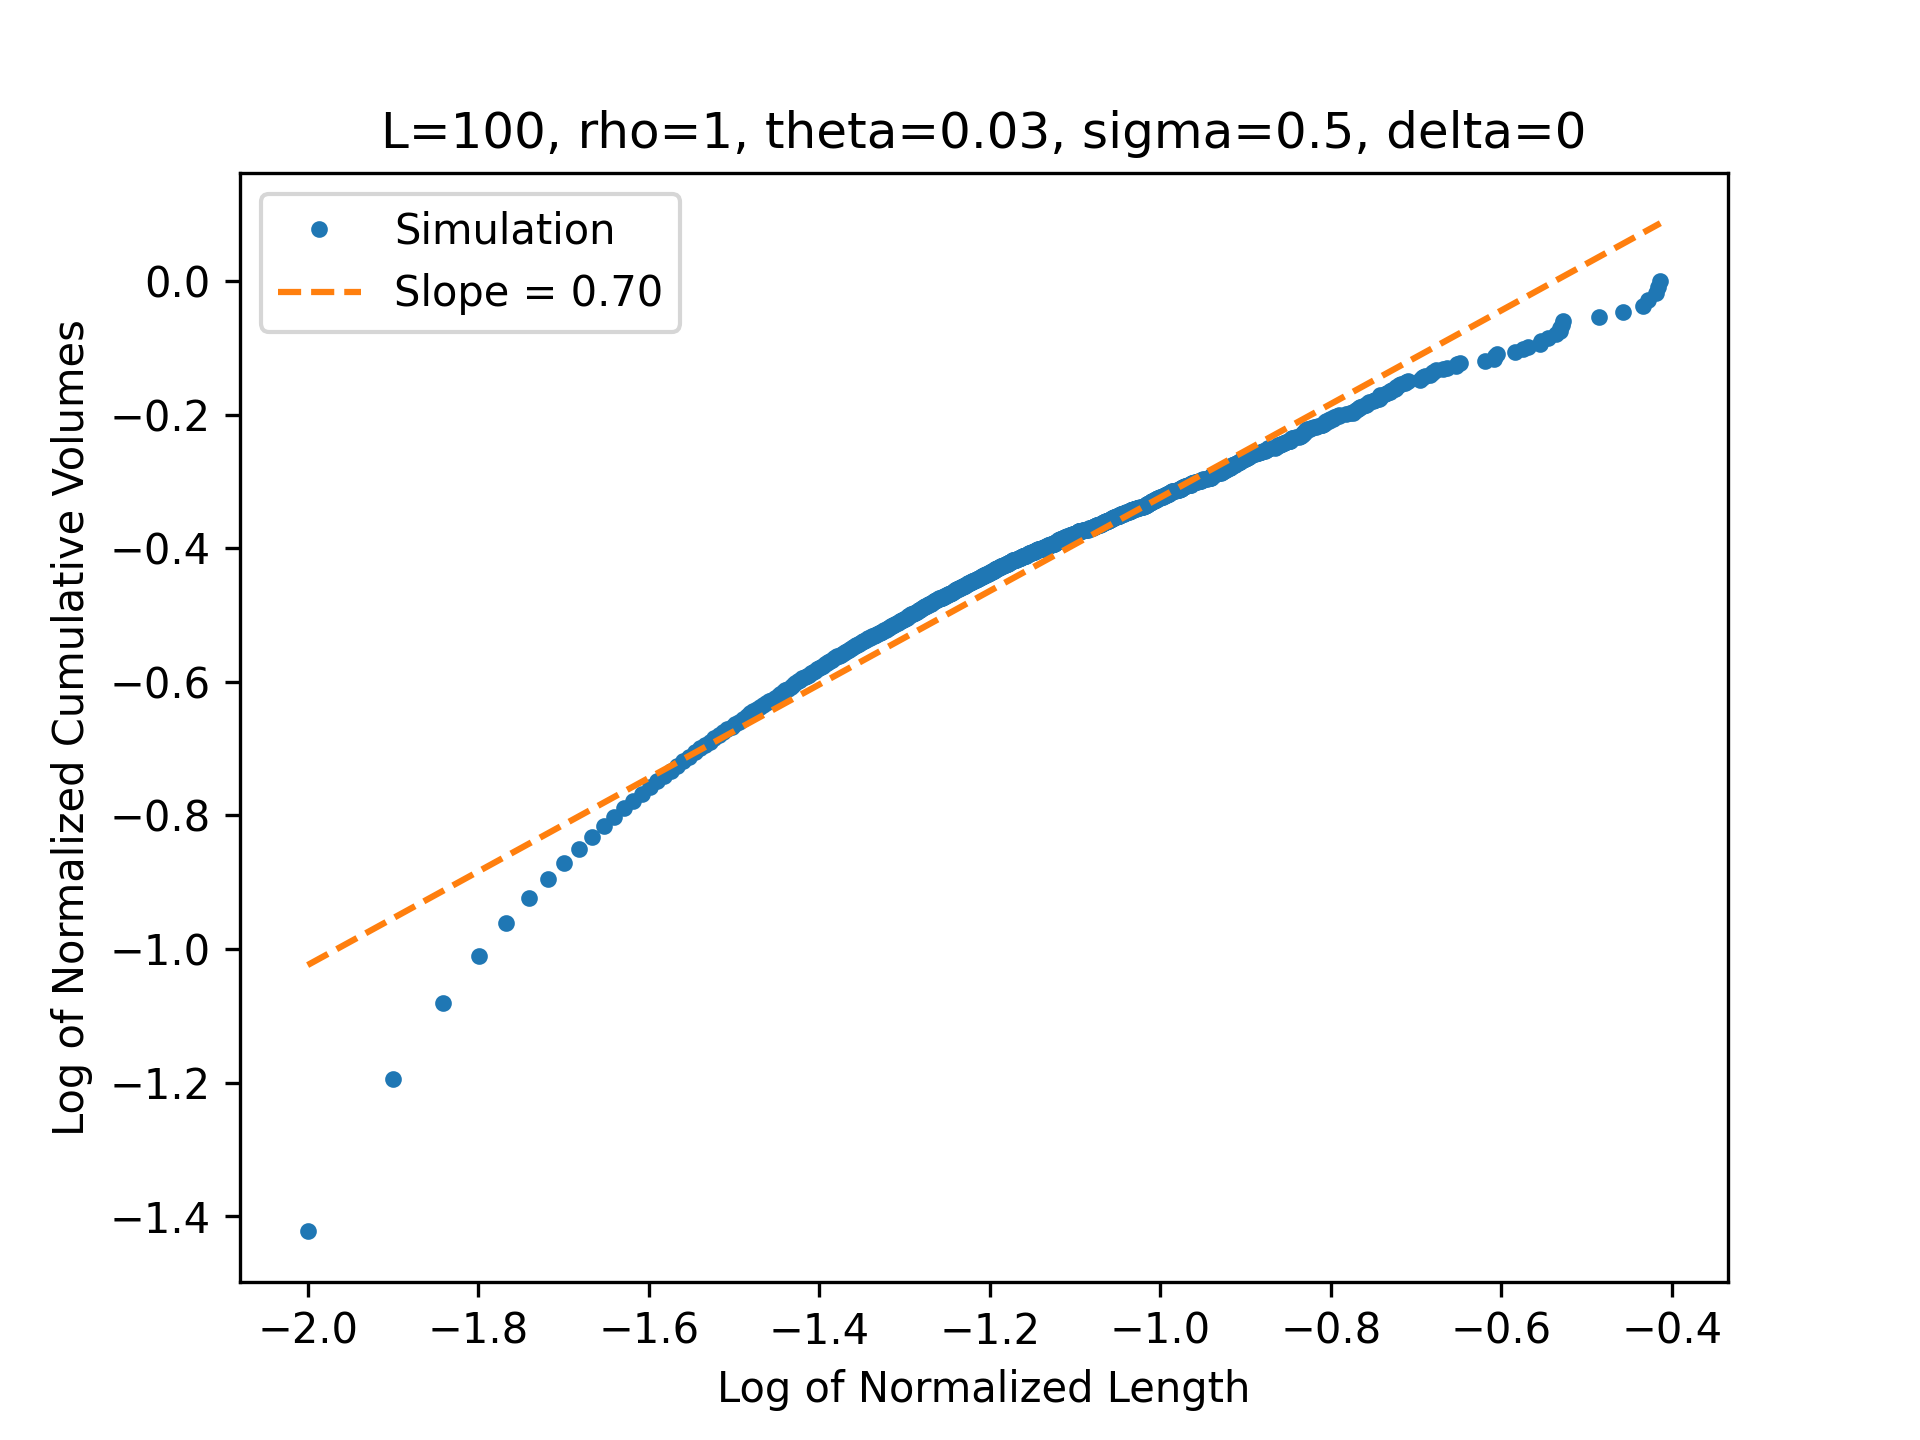 L=100, rho=1, theta=0.03, sigma=0.5, delta=0
Simulation
Slope = 0.70
Log of Normalized Cumulative Volumes
0.0
−0.2
−0.4
−0.6
−0.8
−1.0
−1.2
−1.4
−2.0 −1.8 −1.6 −1.4 −1.2 −1.0 −0.8 −0.6 −0.4
Log of Normalized Length